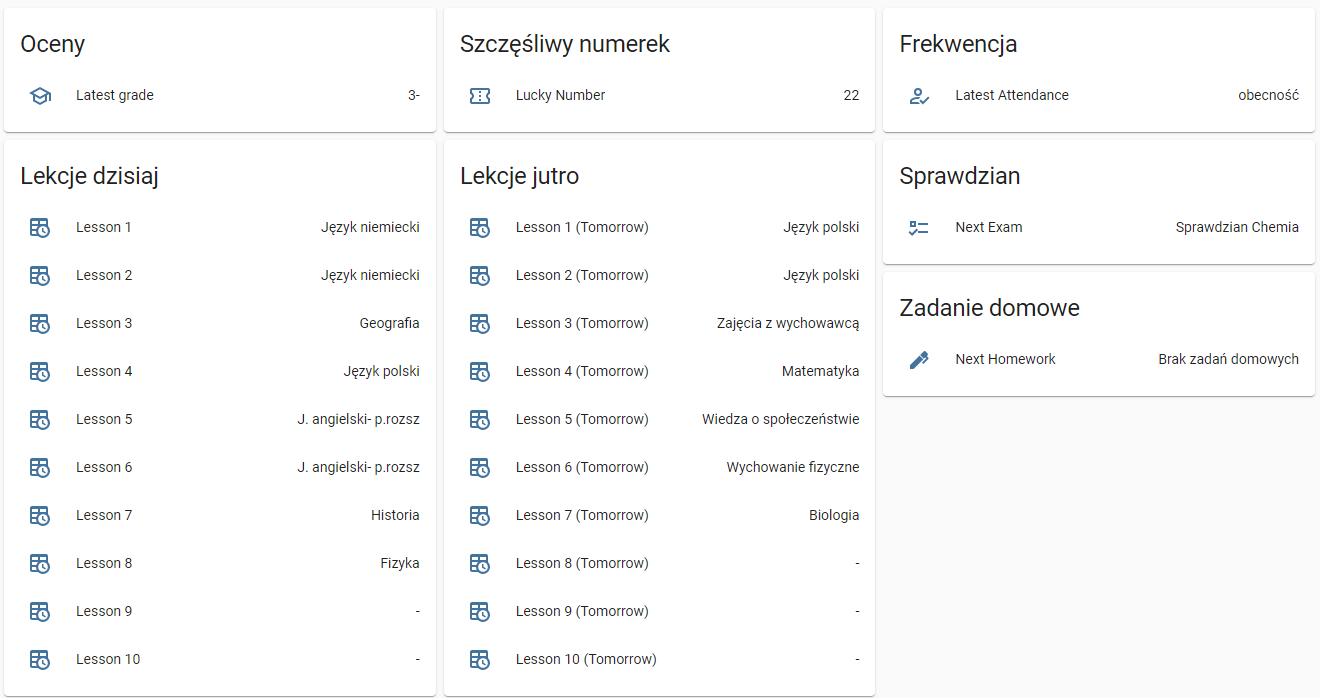 Oceny
Latest grade 3-
Szczęśliwy numerek
Lucky Number 22
Frekwencja
Latest Attendance obecność
Lekcje dzisiaj
Lesson 1 Język niemiecki
Lesson 2 Język niemiecki
Lesson 3 Geografia
Lesson 4 Język polski
Lesson 5 J. angielski- p.rozsz
Lesson 6 J. angielski- p.rozsz
Lesson 7 Historia
Lesson 8 Fizyka
Lesson 9 -
Lesson 10 -
Lekcje jutro
Lesson 1 (Tomorrow) Język polski
Lesson 2 (Tomorrow) Język polski
Lesson 3 (Tomorrow) Zajęcia z wychowawcą
Lesson 4 (Tomorrow) Matematyka
Lesson 5 (Tomorrow) Wiedza o społeczeństwie
Lesson 6 (Tomorrow) Wychowanie fizyczne
Lesson 7 (Tomorrow) Biologia
Lesson 8 (Tomorrow) -
Lesson 9 (Tomorrow) -
Lesson 10 (Tomorrow) -
Sprawdzian
Next Exam Sprawdzian Chemia
Zadanie domowe
Next Homework Brak zadań domowych